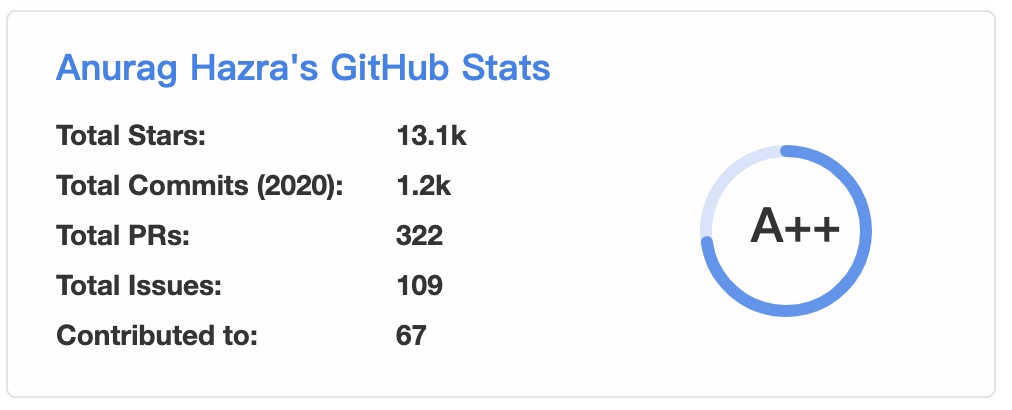 Anurag Hazra's GitHub Stats
Total Stars: 13.1k
Total Commits (2020): 1.2k
Total PRs: 322
Total Issues: 109
Contributed to: 67
A++